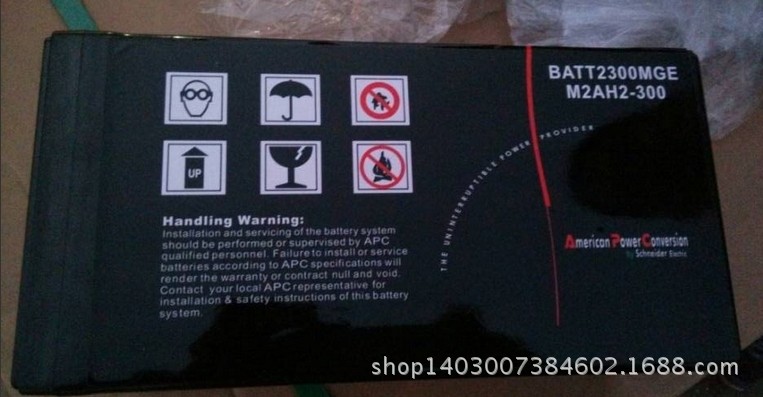 BATT2300MGE
M2AH2-300
UP
THE UNINTERRUPTIBLE POWER PROVIDER
Handling Warning:
Installation and servicing of the battery system
should be performed or supervised by APC
qualified personnel. Failure to install or service
batteries according to APC specifications will
render the warranty or contract null and void.
Contact your local APC representative for
installation & safety instructions of this battery
system.
American Power Conversion
by Schneider Electric
shop1403007384602.1688.com